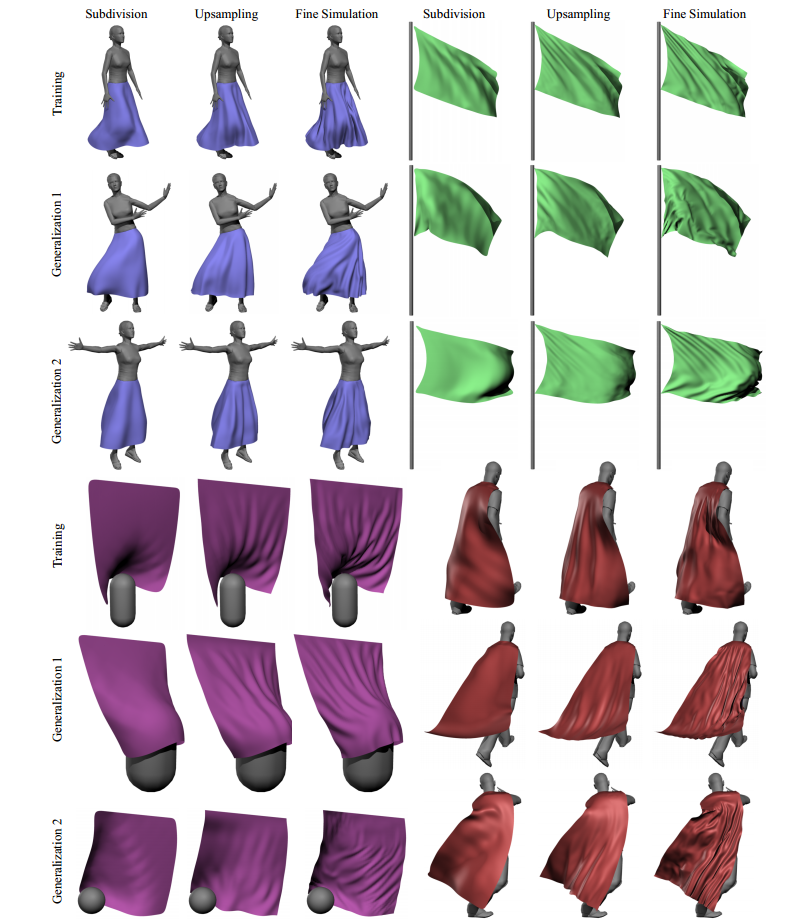 Subdivision Upsampling Fine Simulation Subdivision Upsampling Fine Simulation
Training
Generalization 1
Generalization 2
Training
Generalization 1
Generalization 2